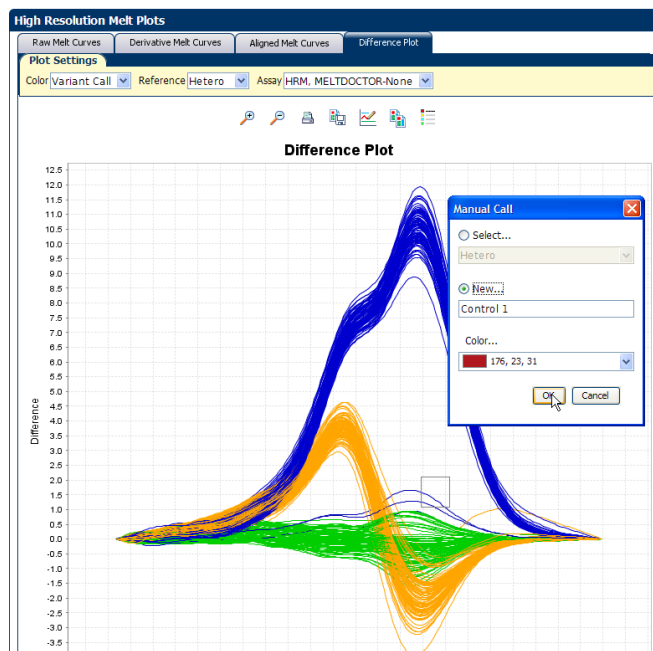 High Resolution Melt Plots
Raw Melt Curves Derivative Melt Curves Aligned Melt Curves Difference Plot
Plot Settings
Color Variant Call Reference Hetero Assay HRM, MELTDOCTOR-None
Difference Plot
12.5
12.0
11.5
11.0
10.5
10.0
9.5
9.0
8.5
8.0
7.5
7.0
6.5
6.0
5.5
5.0
4.5
4.0
3.5
3.0
2.5
2.0
1.5
1.0
0.5
0.0
-0.5
-1.0
-1.5
-2.0
-2.5
-3.0
-3.5
Difference
Manual Call
Select...
Hetero
New...
Control 1
Color...
176, 23, 31
OK Cancel